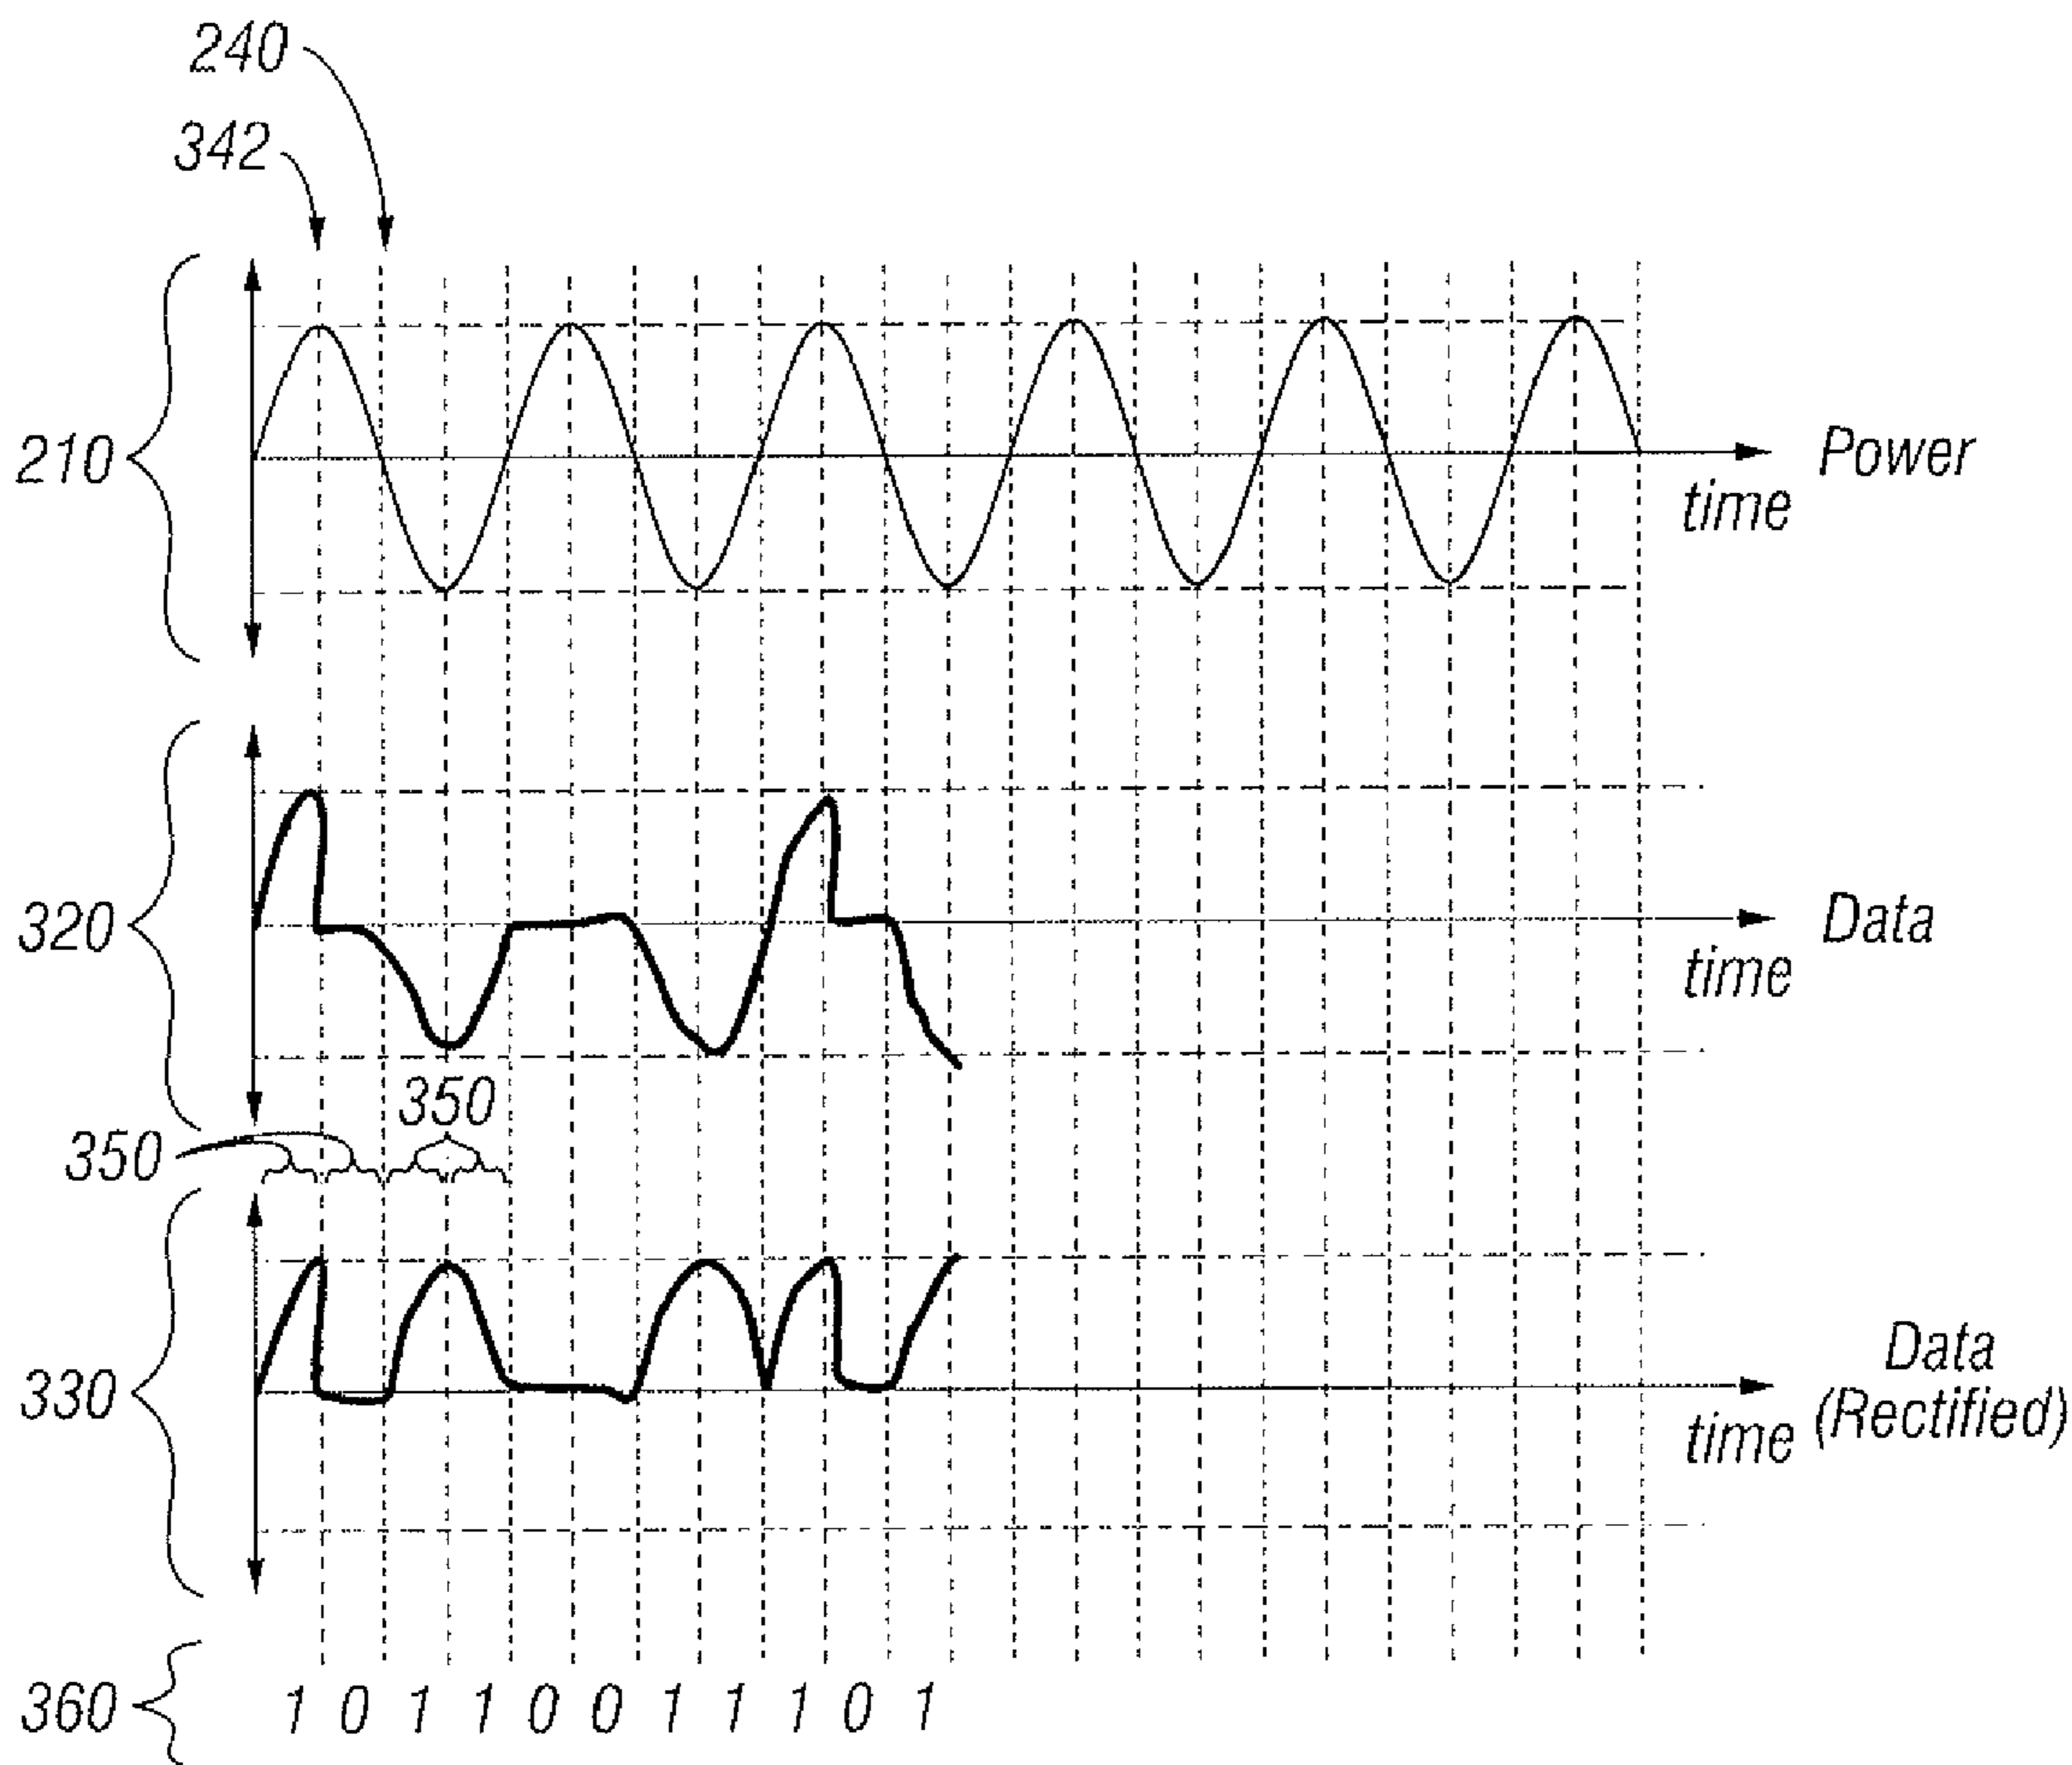 240
342
210
Power
time
320
Data
time
350
350
330
Data
(Rectified)
time
360
1 0 1 1 0 0 1 1 1 0 1